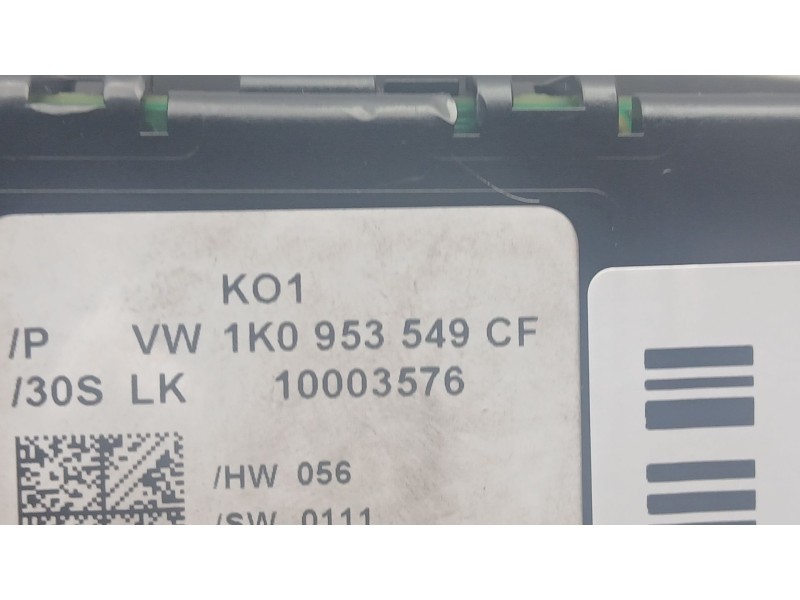 KO1
/P VW 1K0 953 549 CF
/30S LK 10003576
/HW 056
/SW 0111